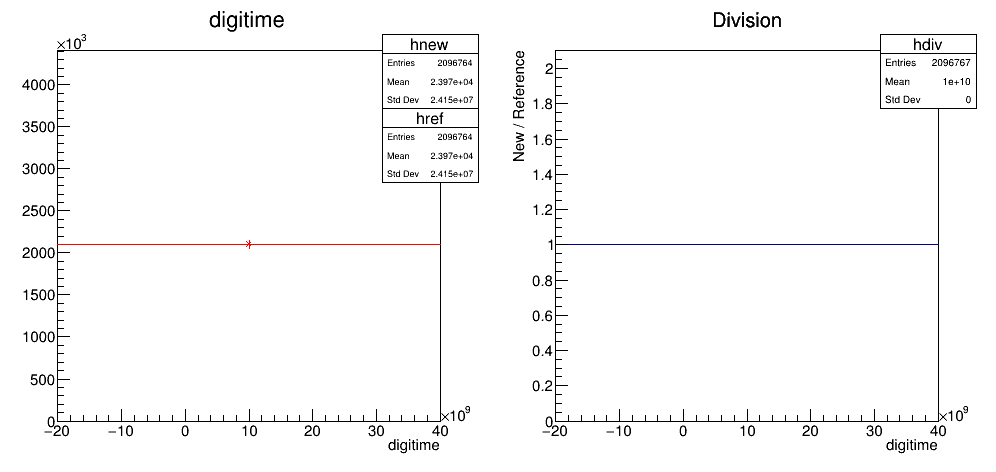 digitime
×10³
hnew
Entries 2096764
Mean 2.397e+04
Std Dev 2.415e+07
href
Entries 2096764
Mean 2.397e+04
Std Dev 2.415e+07
4000
3500
3000
2500
2000
1500
1000
500
0
−20 −10 0 10 20 30 40
×10⁹
digitime
Division
hdiv
Entries 2096767
Mean 1e+10
Std Dev 0
New / Reference
2
1.8
1.6
1.4
1.2
1
0.8
0.6
0.4
0.2
0
−20 −10 0 10 20 30 40
×10⁹
digitime